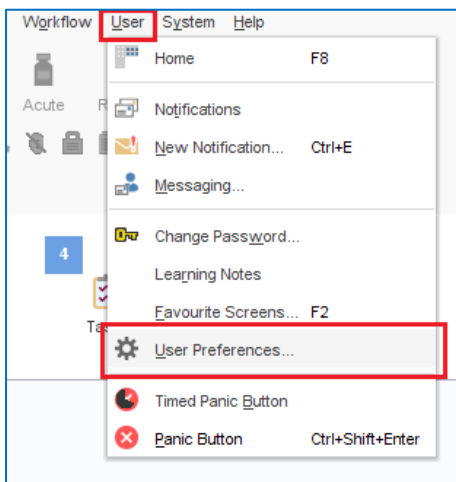 Workflow User System Help
Home F8
Acute R
Notifications
New Notification... Ctrl+E
Messaging...
Change Password...
4
Learning Notes
Favourite Screens... F2
Ta
User Preferences...
Timed Panic Button
Panic Button Ctrl+Shift+Enter